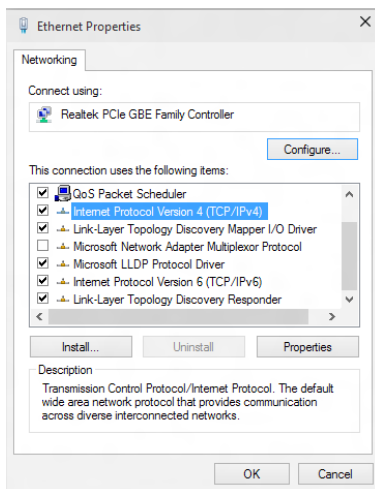 Ethernet Properties
Networking
Connect using:
Realtek PCIe GBE Family Controller
Configure...
This connection uses the following items:
QoS Packet Scheduler
Internet Protocol Version 4 (TCP/IPv4)
Link-Layer Topology Discovery Mapper I/O Driver
Microsoft Network Adapter Multiplexor Protocol
Microsoft LLDP Protocol Driver
Internet Protocol Version 6 (TCP/IPv6)
Link-Layer Topology Discovery Responder
Install... Uninstall Properties
Description
Transmission Control Protocol/Internet Protocol. The default
wide area network protocol that provides communication
across diverse interconnected networks.
OK Cancel